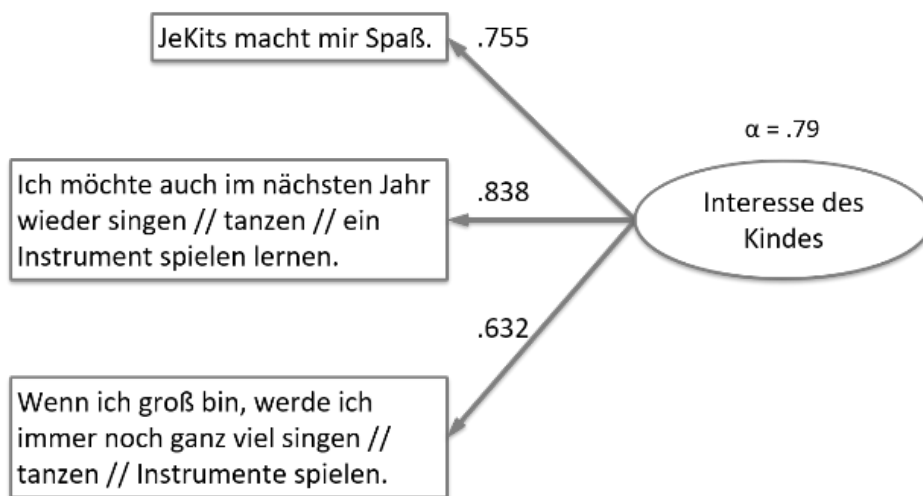 JeKits macht mir Spaß.
.755
α = .79
Ich möchte auch im nächsten Jahr
wieder singen // tanzen // ein
Instrument spielen lernen.
.838
Interesse des
Kindes
.632
Wenn ich groß bin, werde ich
immer noch ganz viel singen //
tanzen // Instrumente spielen.